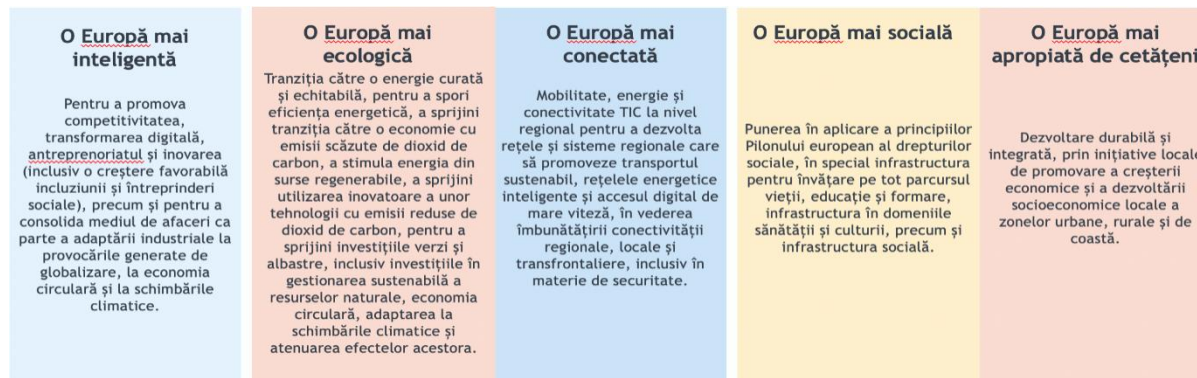 O Europă mai
inteligentă
Pentru a promova
competitivitatea,
transformarea digitală,
antreprenoriatul și inovarea
(inclusiv o creștere favorabilă
incluziunii și întreprinderi
sociale), precum și pentru a
consolida mediul de afaceri ca
parte a adaptării industriale la
provocările generate de
globalizare, la economia
circulară și la schimbările
climatice.
O Europă mai
ecologică
Tranziția către o energie curată
și echitabilă, pentru a spori
eficiența energetică, a sprijini
tranziția către o economie cu
emisii scăzute de dioxid de
carbon, a stimula energia din
surse regenerabile, a sprijini
utilizarea inovatoare a unor
tehnologii cu emisii reduse de
dioxid de carbon, pentru a
sprijini investițiile verzi și
albastre, inclusiv investițiile în
gestionarea sustenabilă a
resurselor naturale, economia
circulară, adaptarea la
schimbările climatice și
atenuarea efectelor acestora.
O Europă mai
conectată
Mobilitate, energie și
conectivitate TIC la nivel
regional pentru a dezvolta
rețele și sisteme regionale care
să promoveze transportul
sustenabil, rețelele energetice
inteligente și accesul digital de
mare viteză, în vederea
îmbunătățirii conectivității
regionale, locale și
transfrontaliere, inclusiv în
materie de securitate.
O Europă mai socială
Punerea în aplicare a principiilor
Pilonului european al drepturilor
sociale, în special infrastructura
pentru învățare pe tot parcursul
vieții, educație și formare,
infrastructura în domeniile
sănătății și culturii, precum și
infrastructura socială.
O Europă mai
apropiată de cetățeni
Dezvoltare durabilă și
integrată, prin inițiative locale
de promovare a creșterii
economice și a dezvoltării
socioeconomice locale a
zonelor urbane, rurale și de
coastă.